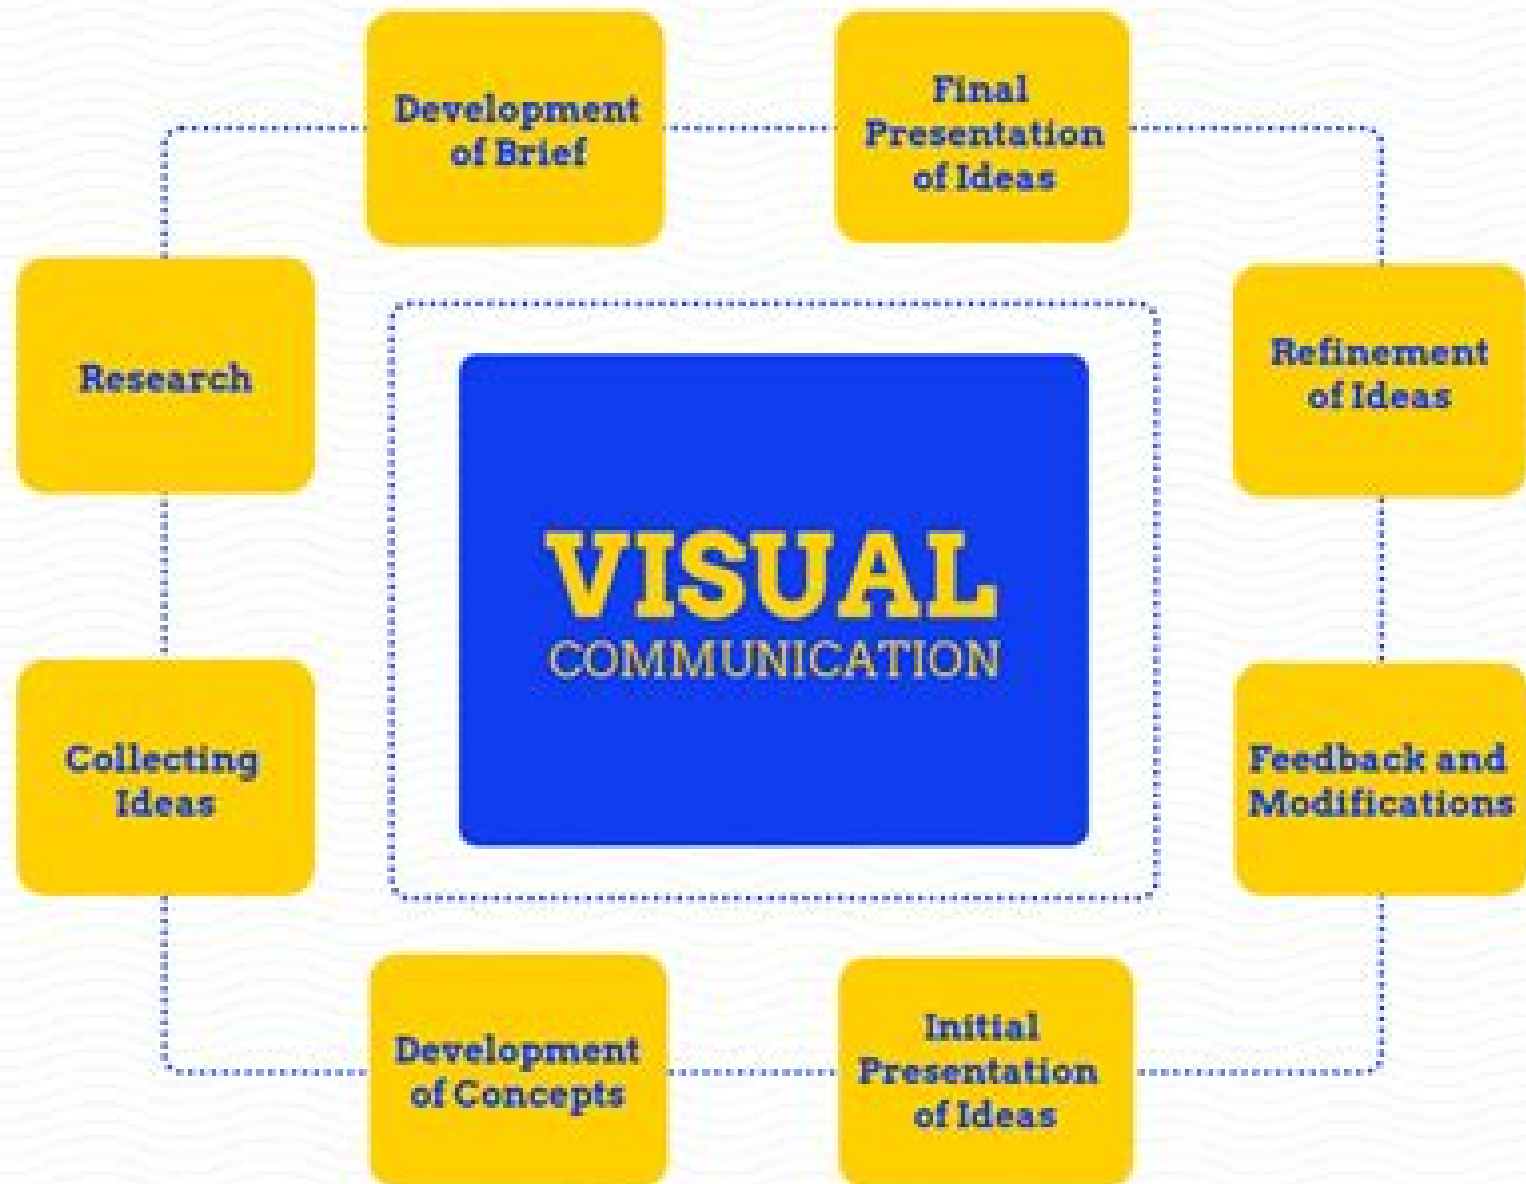 Development
of Brief
Final
Presentation
of Ideas
Research
Refinement
of Ideas
VISUAL
COMMUNICATION
Collecting
Ideas
Feedback and
Modifications
Development
of Concepts
Initial
Presentation
of Ideas